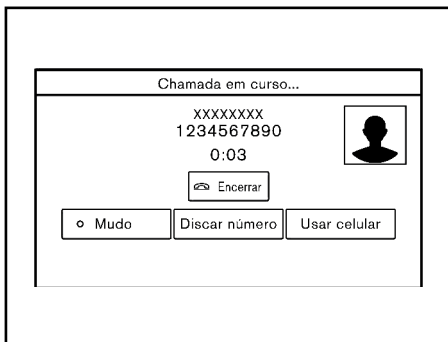 Chamada em curso...
XXXXXXXX
1234567890
0:03
Encerrar
Mudo Discar número Usar celular